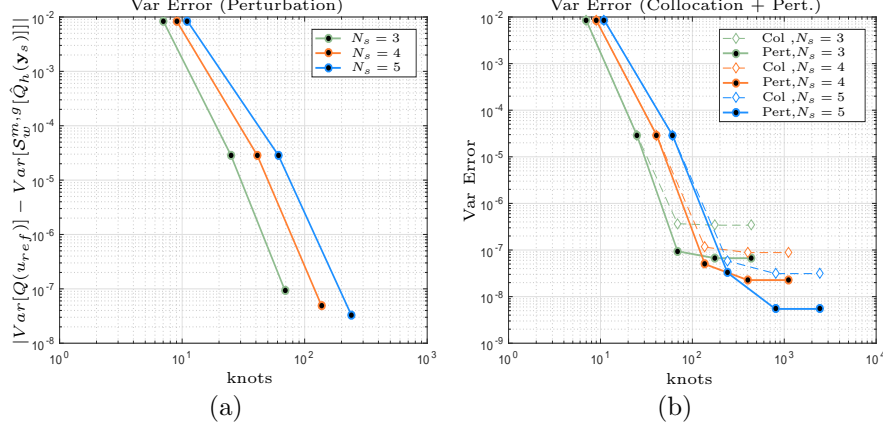 Var Error (Perturbation)
|Var[Q(u_{ref})] − Var[S_w^{m,g}[Q̂_h(y_s)]]|
10^{-2}
10^{-3}
10^{-4}
10^{-5}
10^{-6}
10^{-7}
10^{-8}
10^0
10^1
10^2
10^3
knots
N_s = 3
N_s = 4
N_s = 5
(a)
Var Error (Collocation + Pert.)
Var Error
10^{-2}
10^{-3}
10^{-4}
10^{-5}
10^{-6}
10^{-7}
10^{-8}
10^{-9}
10^0
10^1
10^2
10^3
10^4
knots
Col ,N_s = 3
Pert,N_s = 3
Col ,N_s = 4
Pert,N_s = 4
Col ,N_s = 5
Pert,N_s = 5
(b)